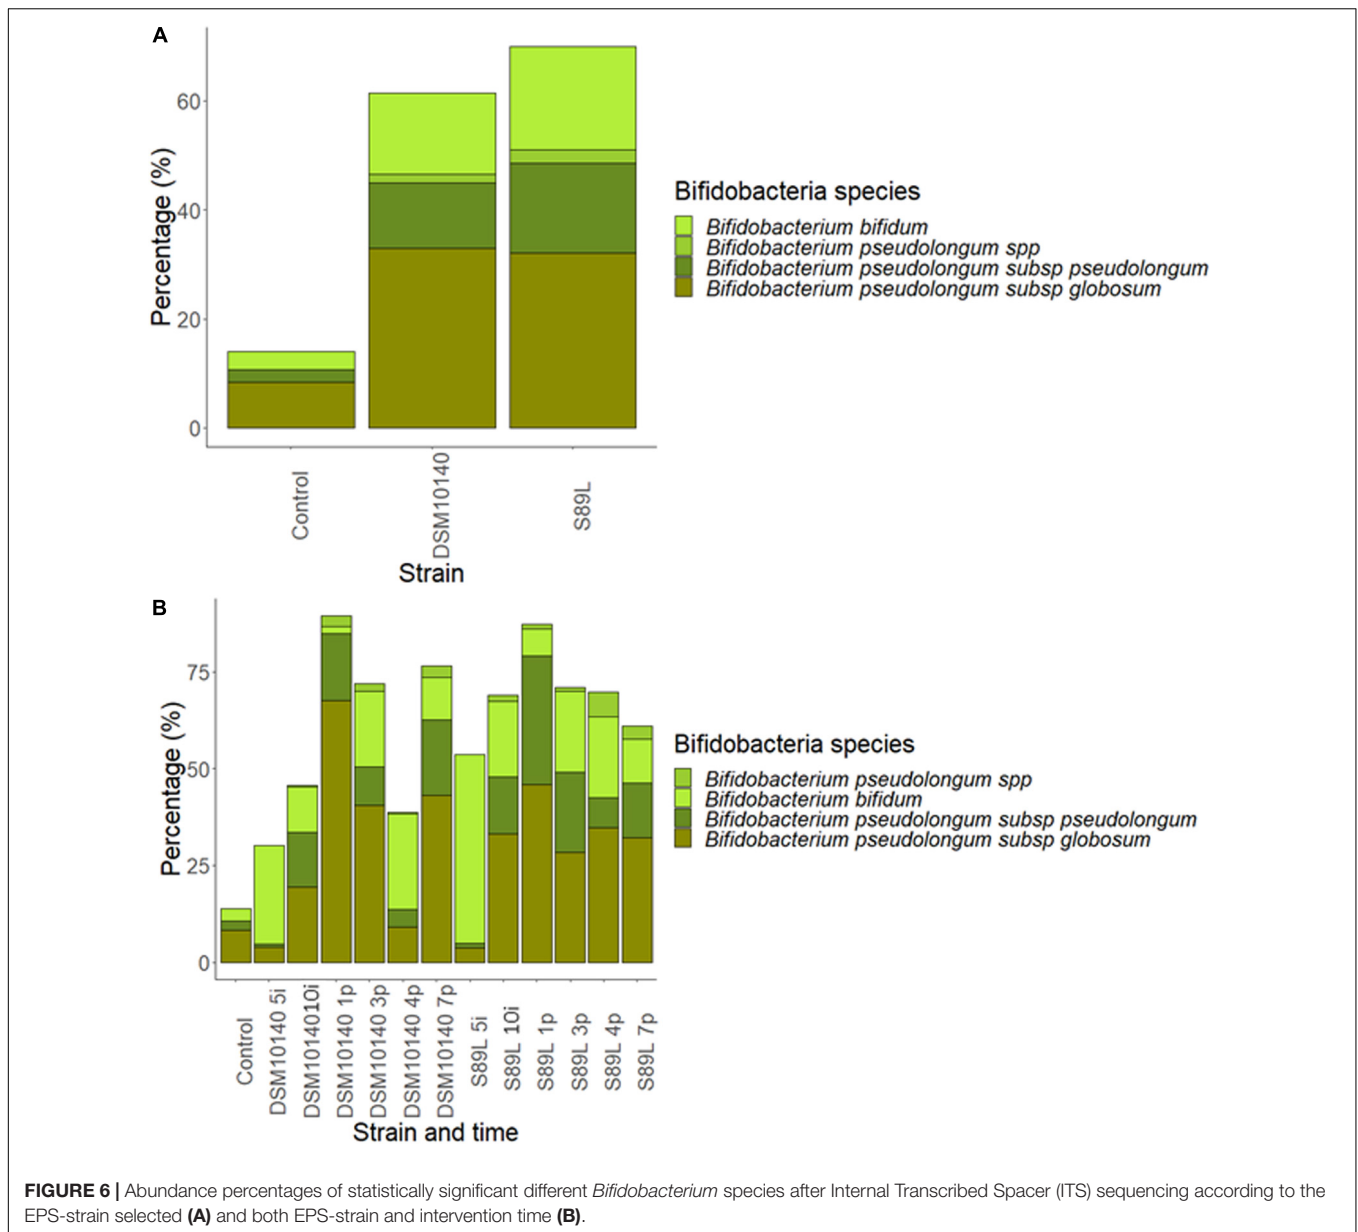 A
Percentage (%)
60
40
20
0
Control
DSM10140
S89L
Strain
Bifidobacteria species
Bifidobacterium bifidum
Bifidobacterium pseudolongum spp
Bifidobacterium pseudolongum subsp pseudolongum
Bifidobacterium pseudolongum subsp globosum
B
Percentage (%)
75
50
25
0
Control
DSM10140 5i
DSM1014010i
DSM10140 1p
DSM10140 3p
DSM10140 4p
DSM10140 7p
S89L 5i
S89L 10i
S89L 1p
S89L 3p
S89L 4p
S89L 7p
Strain and time
Bifidobacteria species
Bifidobacterium pseudolongum spp
Bifidobacterium bifidum
Bifidobacterium pseudolongum subsp pseudolongum
Bifidobacterium pseudolongum subsp globosum
FIGURE 6 | Abundance percentages of statistically significant different Bifidobacterium species after Internal Transcribed Spacer (ITS) sequencing according to the
EPS-strain selected (A) and both EPS-strain and intervention time (B).